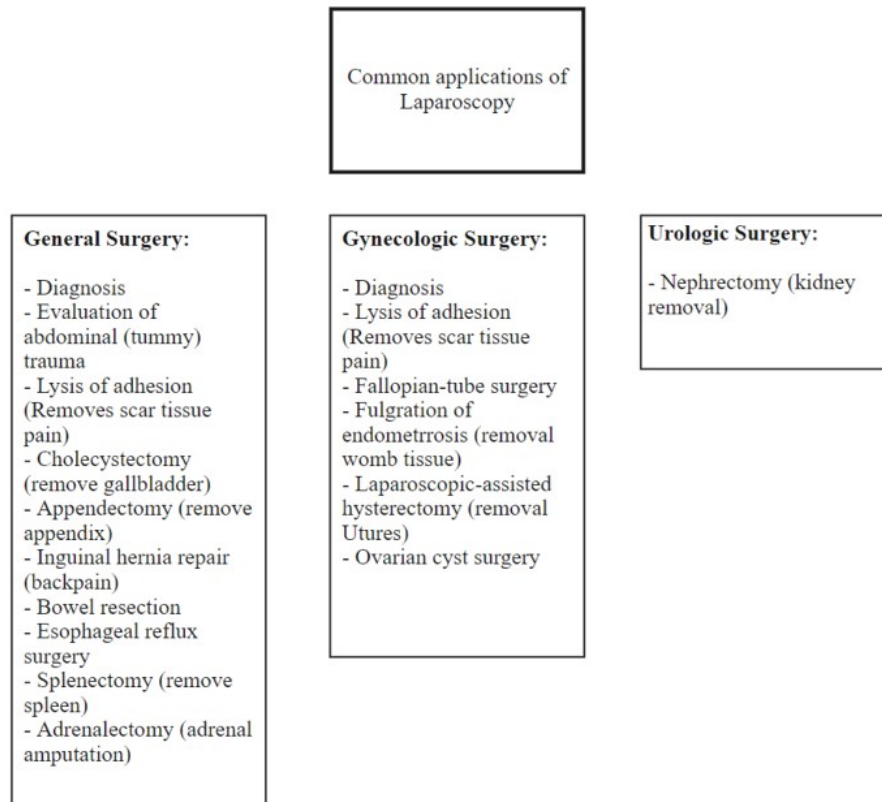 Common applications of
Laparoscopy
General Surgery:
- Diagnosis
- Evaluation of
abdominal (tummy)
trauma
- Lysis of adhesion
(Removes scar tissue
pain)
- Cholecystectomy
(remove gallbladder)
- Appendectomy (remove
appendix)
- Inguinal hernia repair
(backpain)
- Bowel resection
- Esophageal reflux
surgery
- Splenectomy (remove
spleen)
- Adrenalectomy (adrenal
amputation)
Gynecologic Surgery:
- Diagnosis
- Lysis of adhesion
(Removes scar tissue
pain)
- Fallopian-tube surgery
- Fulgration of
endometrrosis (removal
womb tissue)
- Laparoscopic-assisted
hysterectomy (removal
Utures)
- Ovarian cyst surgery
Urologic Surgery:
- Nephrectomy (kidney
removal)